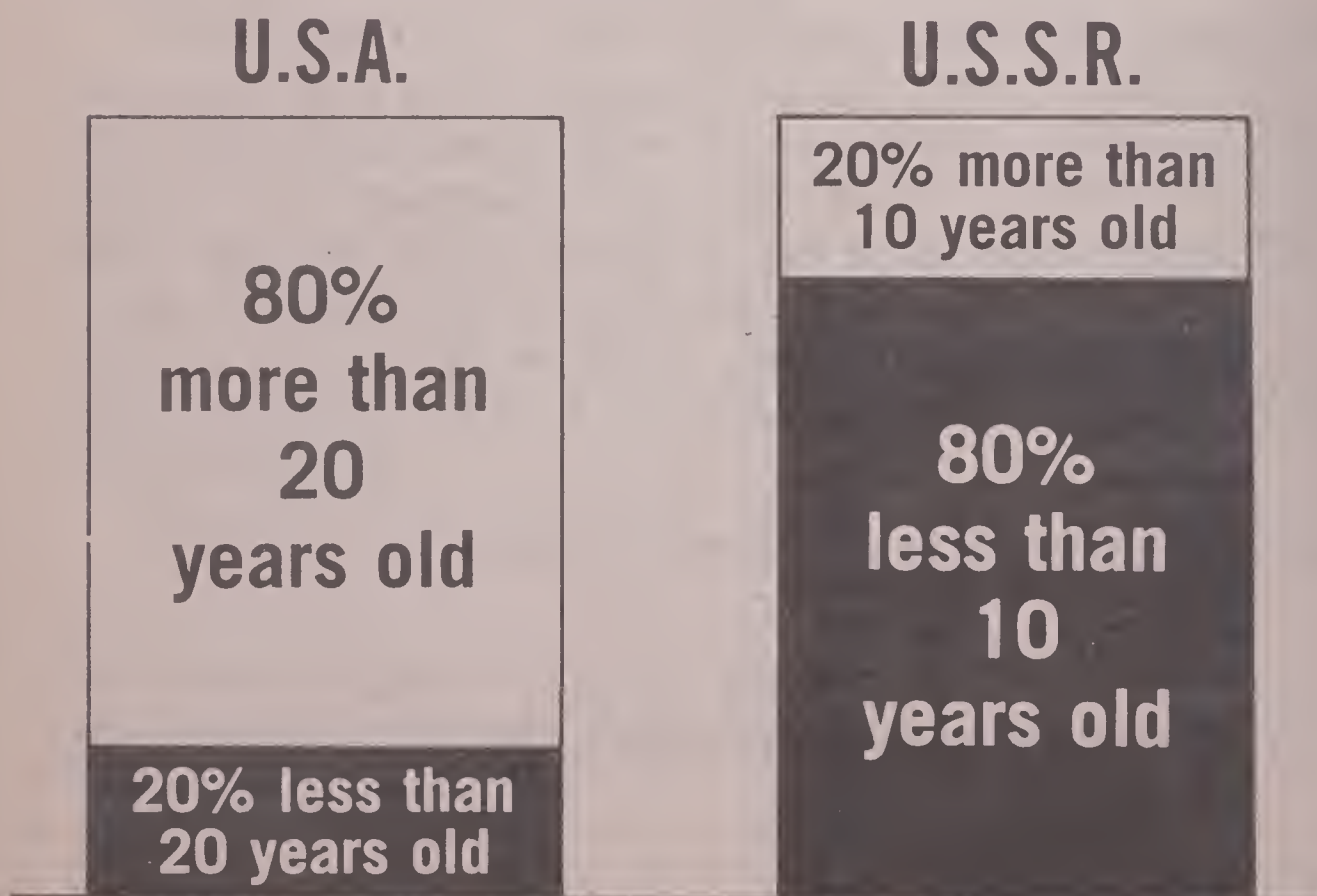 U.S.A.
80%
more than
20
years old
20% less than
20 years old
U.S.S.R.
20% more than
10 years old
80%
less than
10
years old